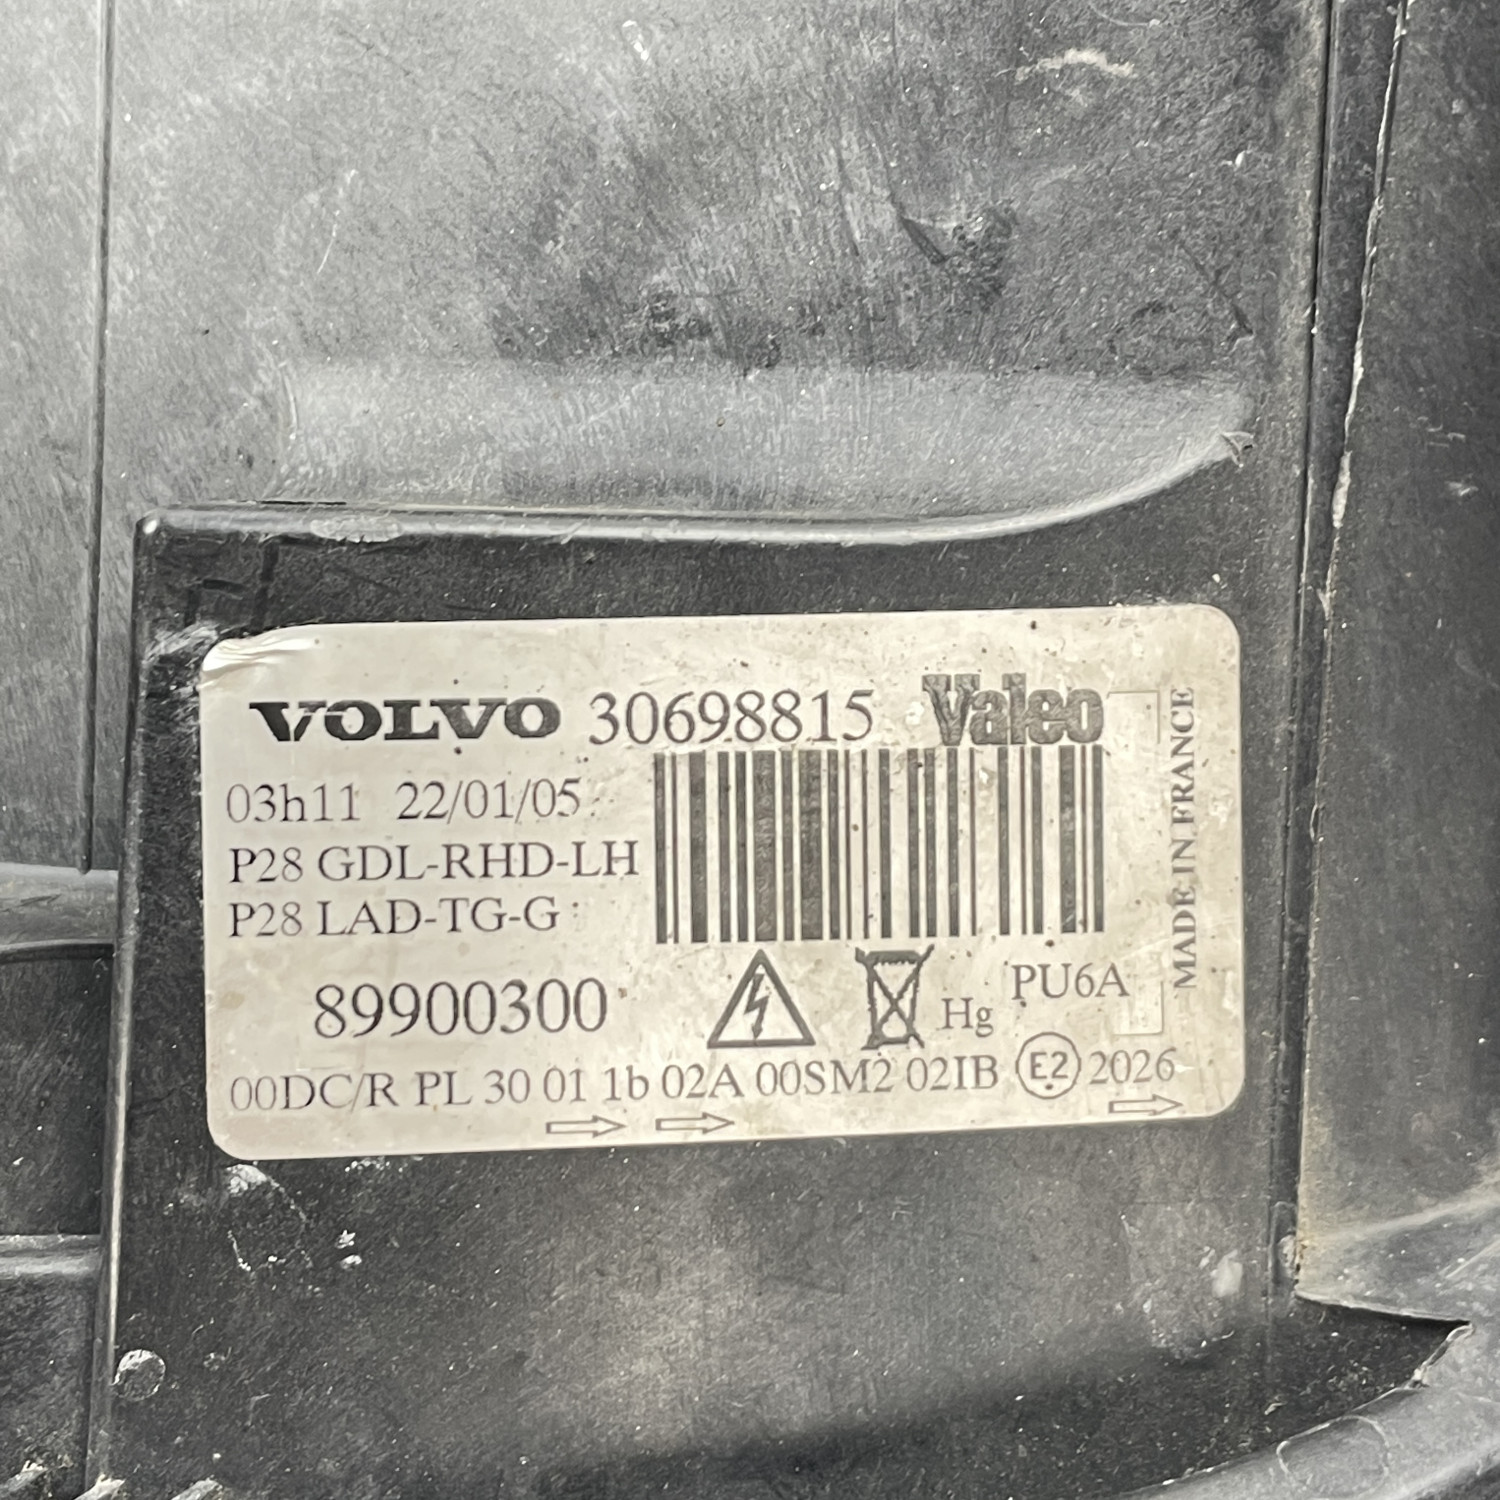 VOLVO 30698815 Valeo
03h11 22/01/05
P28 GDL-RHD-LH
P28 LAD-TG-G
89900300
Hg
PU6A
00DC/R PL 30 01 1b 02A 00SM2 02IB E2 2026
MADE IN FRANCE